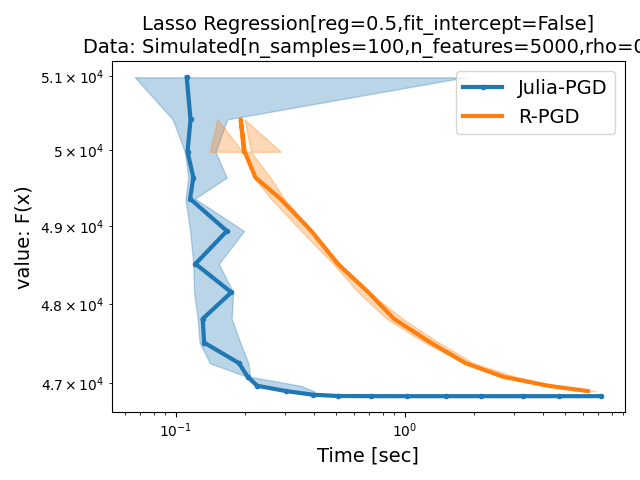 Lasso Regression[reg=0.5,fit_intercept=False]
Data: Simulated[n_samples=100,n_features=5000,rho=0
5.1 × 10⁴
5 × 10⁴
4.9 × 10⁴
4.8 × 10⁴
4.7 × 10⁴
value: F(x)
Julia-PGD
R-PGD
10⁻¹
10⁰
Time [sec]